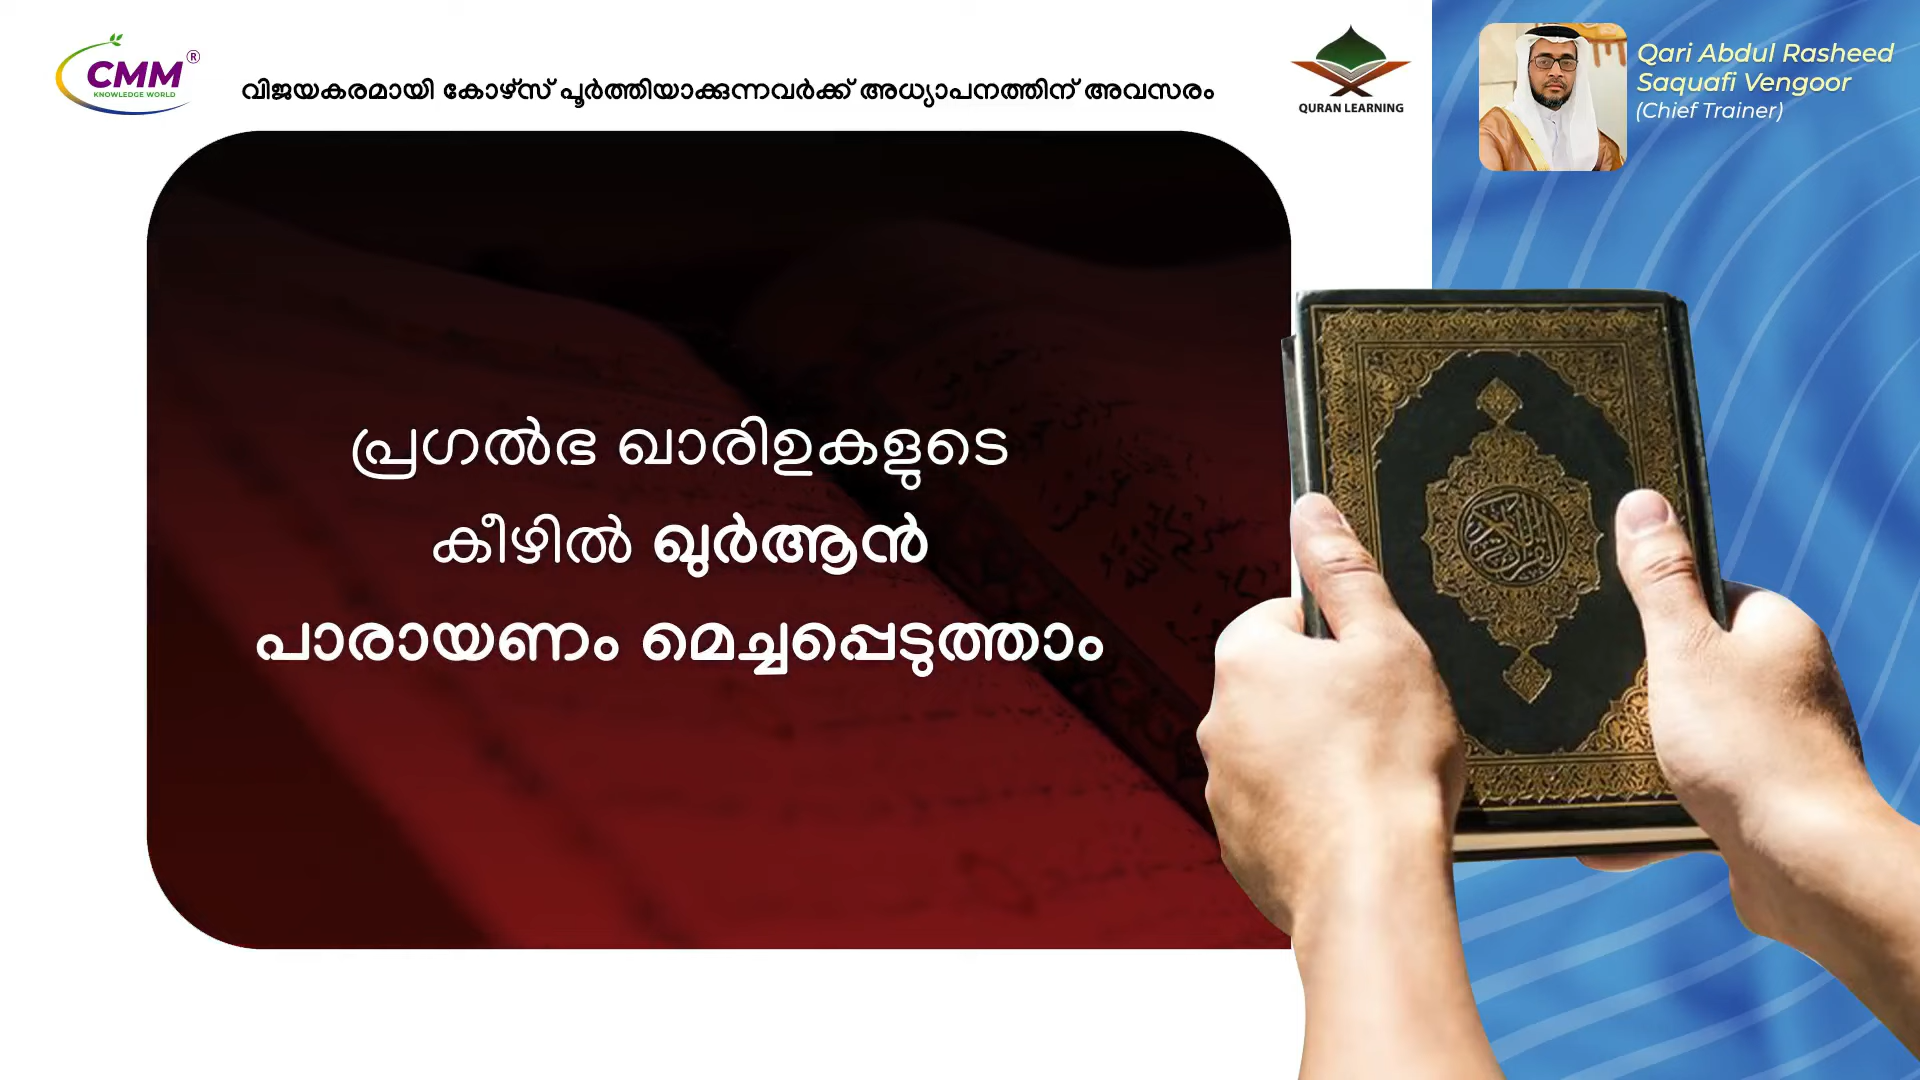 CMM®
KNOWLEDGE WORLD
വിജയകരമായി കോഴ്സ് പൂർത്തിയാക്കുന്നവർക്ക് അധ്യാപനത്തിന് അവസരം
QURAN LEARNING
Qari Abdul Rasheed
Saquafi Vengoor
(Chief Trainer)
പ്രഗൽഭ ഖാരിഉകളുടെ
കീഴിൽ ഖുർആൻ
പാരായണം മെച്ചപ്പെടുത്താം